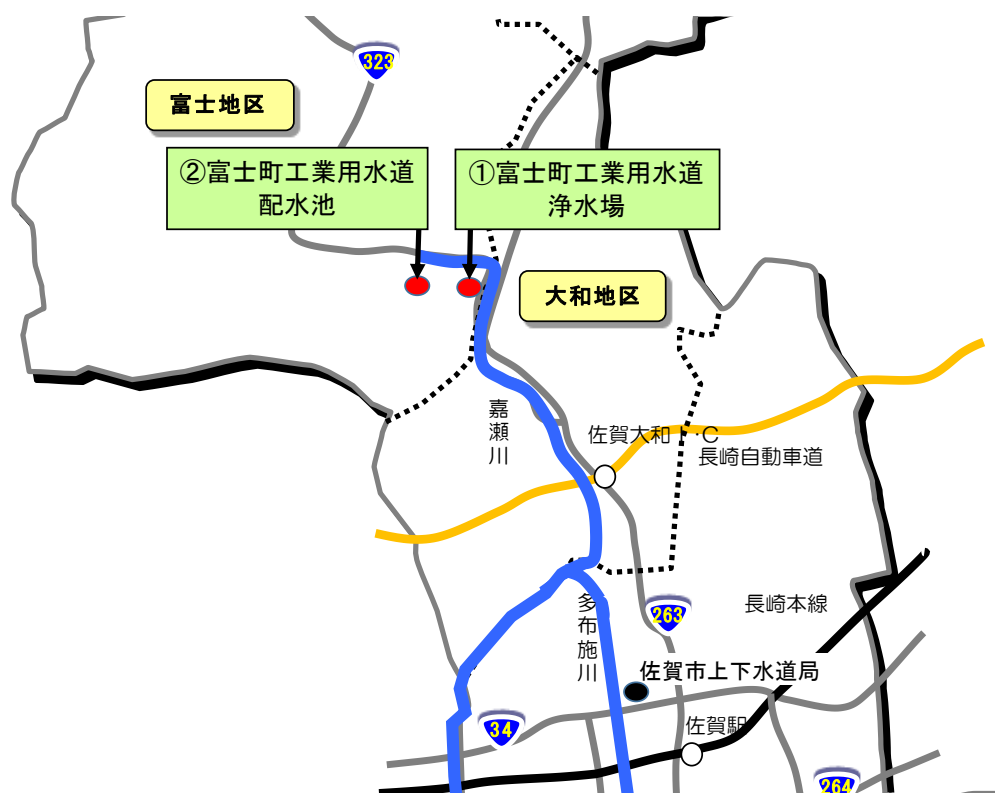 323
富士地区
②富士町工業用水道
配水池
①富士町工業用水道
浄水場
大和地区
嘉瀬川
佐賀大和I・C
長崎自動車道
多布施川
263
長崎本線
佐賀市上下水道局
34
佐賀駅
264